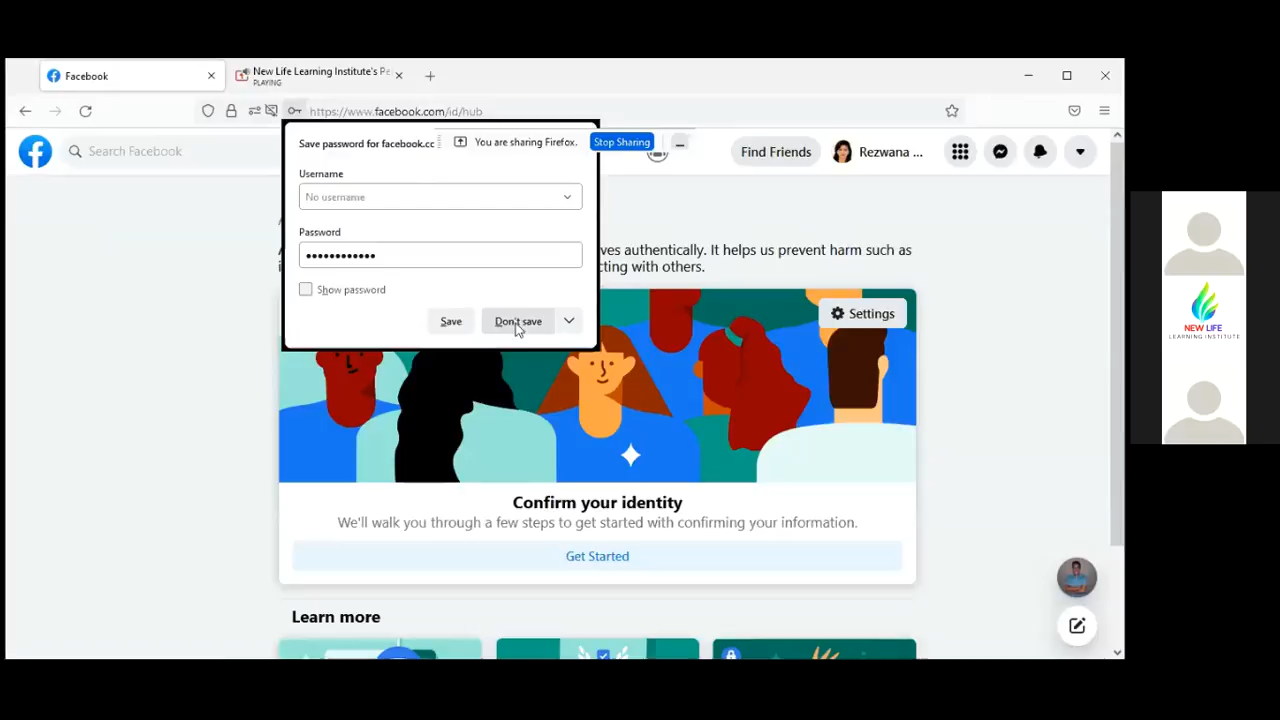 Facebook
New Life Learning Institute's Pe
PLAYING
https://www.facebook.com/id/hub
Save password for facebook.cc
You are sharing Firefox.
Stop Sharing
Search Facebook
Find Friends
Rezwana ...
Username
No username
Password
ves authentically. It helps us prevent harm such as
cting with others.
Show password
Save
Don't save
Settings
NEW LIFE
LEARNING INSTITUTE
Confirm your identity
We'll walk you through a few steps to get started with confirming your information.
Get Started
Learn more